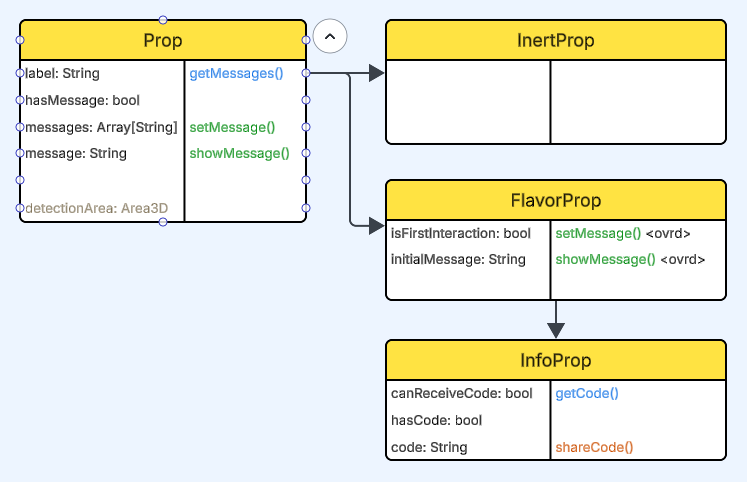 Prop
label: String getMessages()
hasMessage: bool
messages: Array[String] setMessage()
message: String showMessage()
detectionArea: Area3D
InertProp
FlavorProp
isFirstInteraction: bool setMessage() <ovrd>
initialMessage: String showMessage() <ovrd>
InfoProp
canReceiveCode: bool getCode()
hasCode: bool
code: String shareCode()